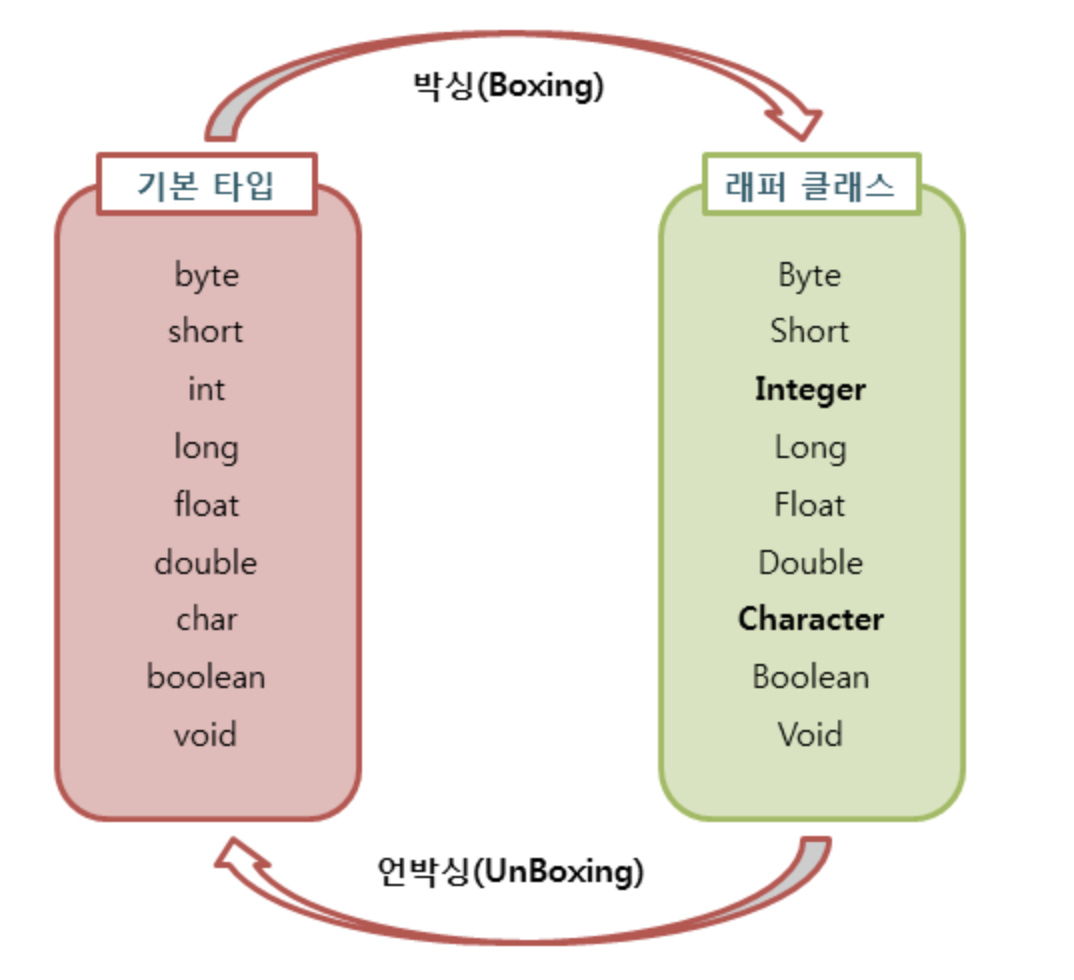 박싱(Boxing)
기본 타입
byte
short
int
long
float
double
char
boolean
void
래퍼 클래스
Byte
Short
Integer
Long
Float
Double
Character
Boolean
Void
언박싱(UnBoxing)